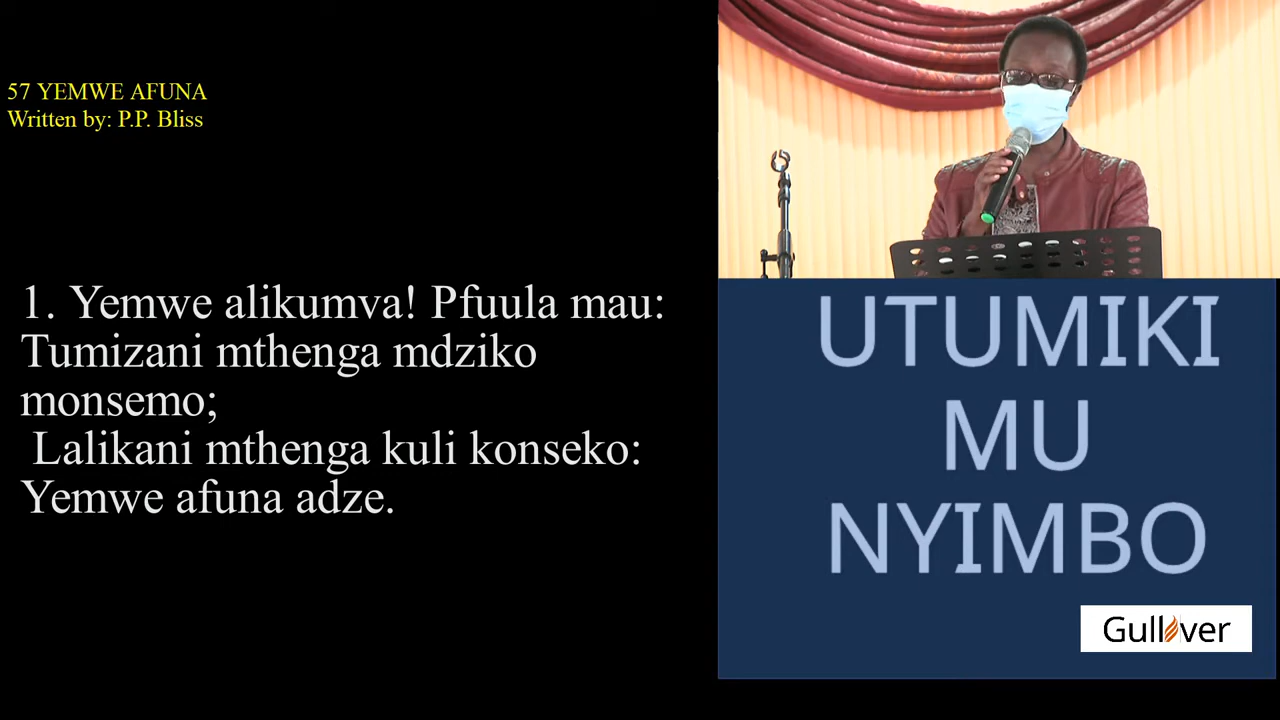 57 YEMWE AFUNA
Written by: P.P. Bliss
1. Yemwe alikumva! Pfuula mau:
Tumizani mthenga mdziko
monsemo;
Lalikani mthenga kuli konseko:
Yemwe afuna adze.
UTUMIKI
MU
NYIMBO
Gulliver